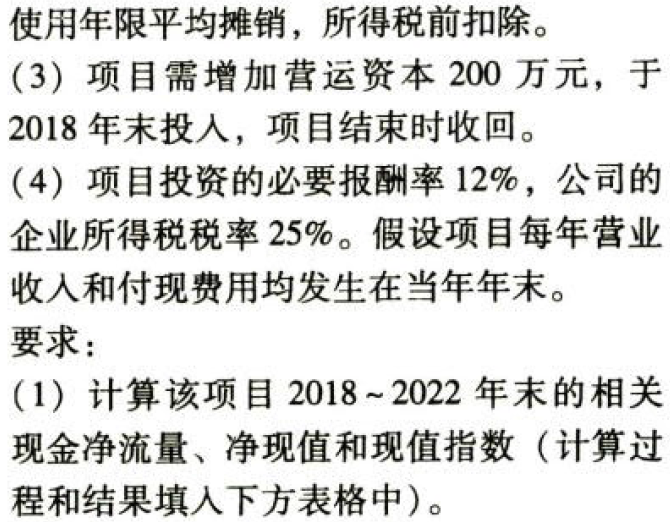 使用年限平均摊销，所得税前扣除。
（3）项目需增加营运资本 200 万元，于
2018 年末投入，项目结束时收回。
（4）项目投资的必要报酬率 12%，公司的
企业所得税税率 25%。假设项目每年营业
收入和付现费用均发生在当年年末。
要求：
（1）计算该项目 2018 ~ 2022 年末的相关
现金净流量、净现值和现值指数（计算过
程和结果填入下方表格中）。